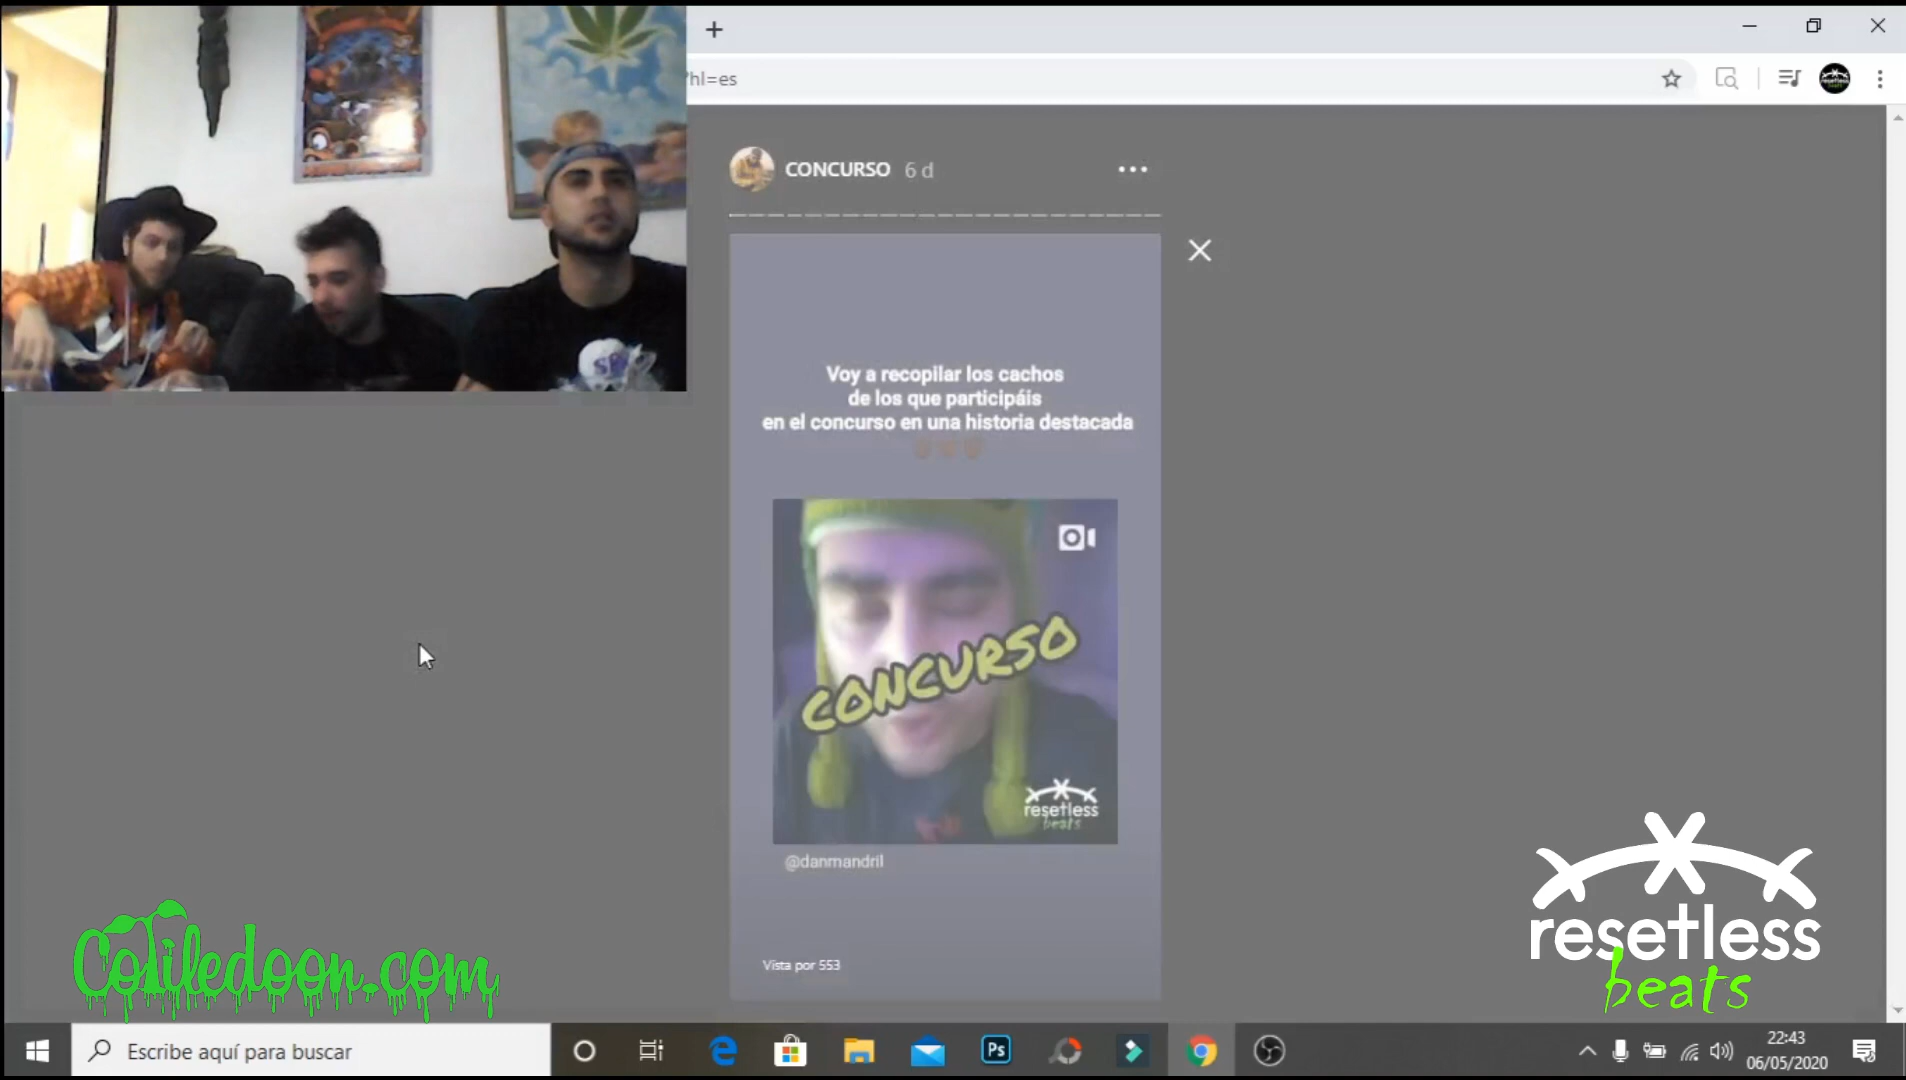 ?hl=es
CONCURSO 6 d
Voy a recopilar los cachos
de los que participáis
en el concurso en una historia destacada
CONCURSO
resetless
beats
@danmandril
Vista por 553
Cotiledoon.com
resetless
beats
Escribe aquí para buscar
Ps
22:43
06/05/2020